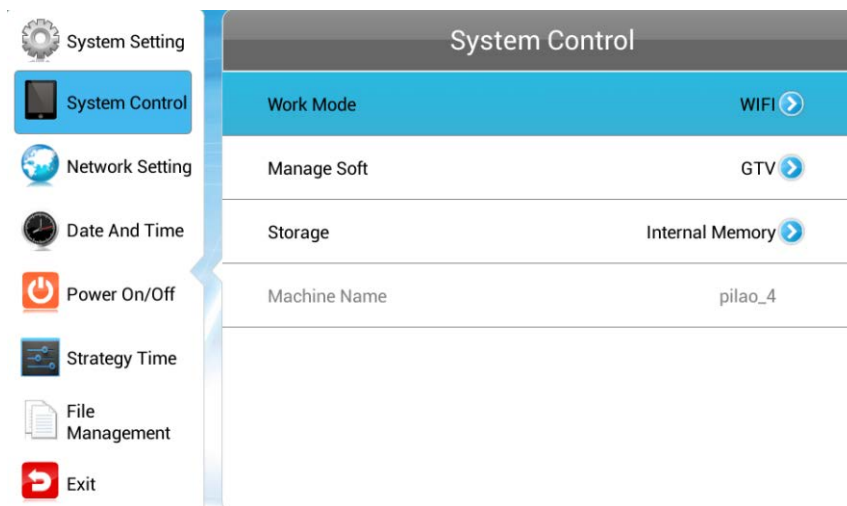 System Setting
System Control
Network Setting
Date And Time
Power On/Off
Strategy Time
File
Management
Exit
System Control
Work Mode WIFI
Manage Soft GTV
Storage Internal Memory
Machine Name pilao_4